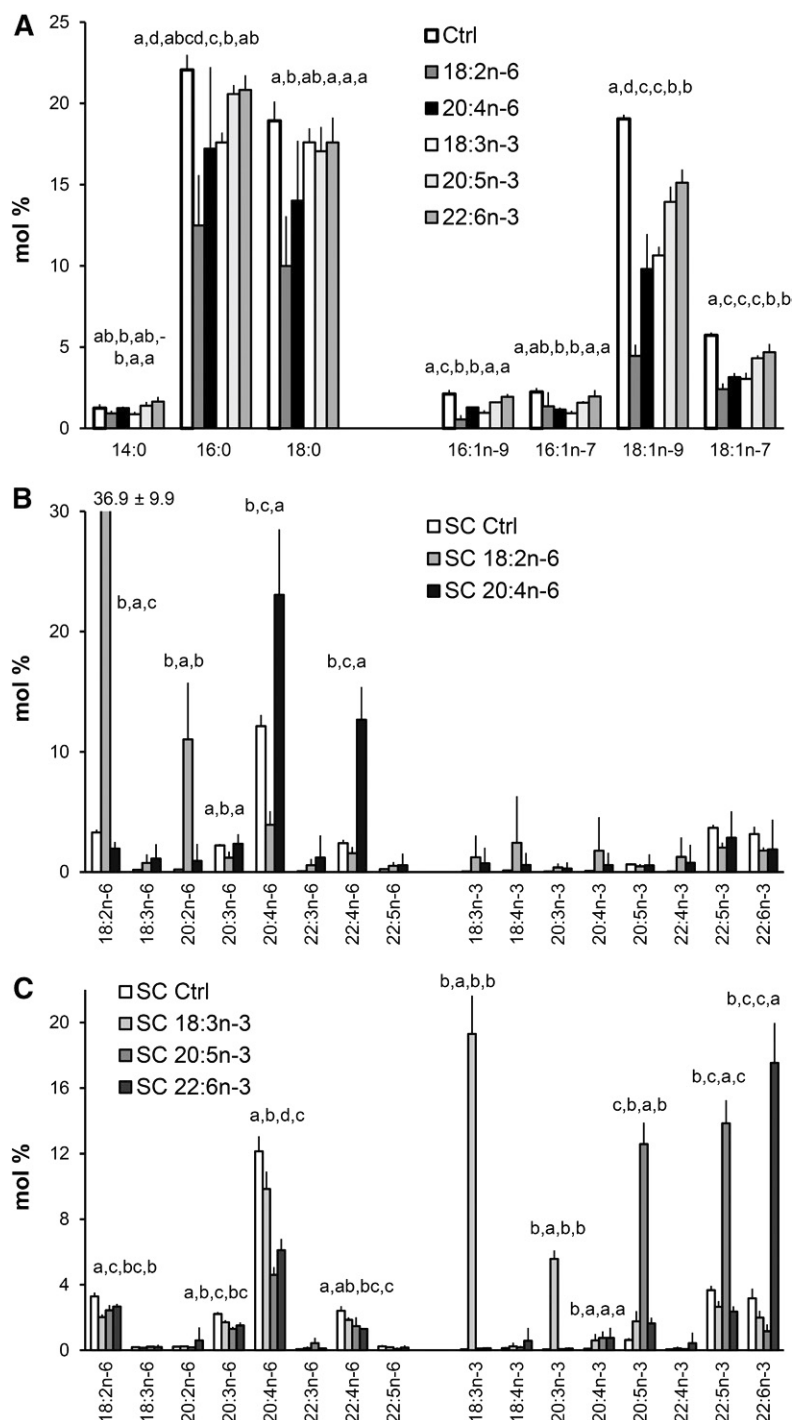 A
25
20
15
10
5
0
mol %
a,d,abcd,c,b,ab
a,b,ab,a,a,a
Ctrl
18:2n-6
20:4n-6
18:3n-3
20:5n-3
22:6n-3
a,d,c,c,b,b
ab,b,ab,-
b,a,a
a,c,b,b,a,a
a,ab,b,b,a,a
a,c,c,c,b,b
14:0 16:0 18:0 16:1n-9 16:1n-7 18:1n-9 18:1n-7
B
30
20
10
0
mol %
36.9 ± 9.9
b,a,c
b,a,b
a,b,a
b,c,a
b,c,a
SC Ctrl
SC 18:2n-6
SC 20:4n-6
18:2n-6
18:3n-6
20:2n-6
20:3n-6
20:4n-6
22:3n-6
22:4n-6
22:5n-6
18:3n-3
18:4n-3
20:3n-3
20:4n-3
20:5n-3
22:4n-3
22:5n-3
22:6n-3
C
20
16
12
8
4
0
mol %
SC Ctrl
SC 18:3n-3
SC 20:5n-3
SC 22:6n-3
a,c,bc,b
a,b,c,bc
a,b,d,c
a,ab,bc,c
b,a,b,b
b,a,b,b
b,a,a,a
c,b,a,b
b,c,a,c
b,c,c,a
18:2n-6
18:3n-6
20:2n-6
20:3n-6
20:4n-6
22:3n-6
22:4n-6
22:5n-6
18:3n-3
18:4n-3
20:3n-3
20:4n-3
20:5n-3
22:4n-3
22:5n-3
22:6n-3